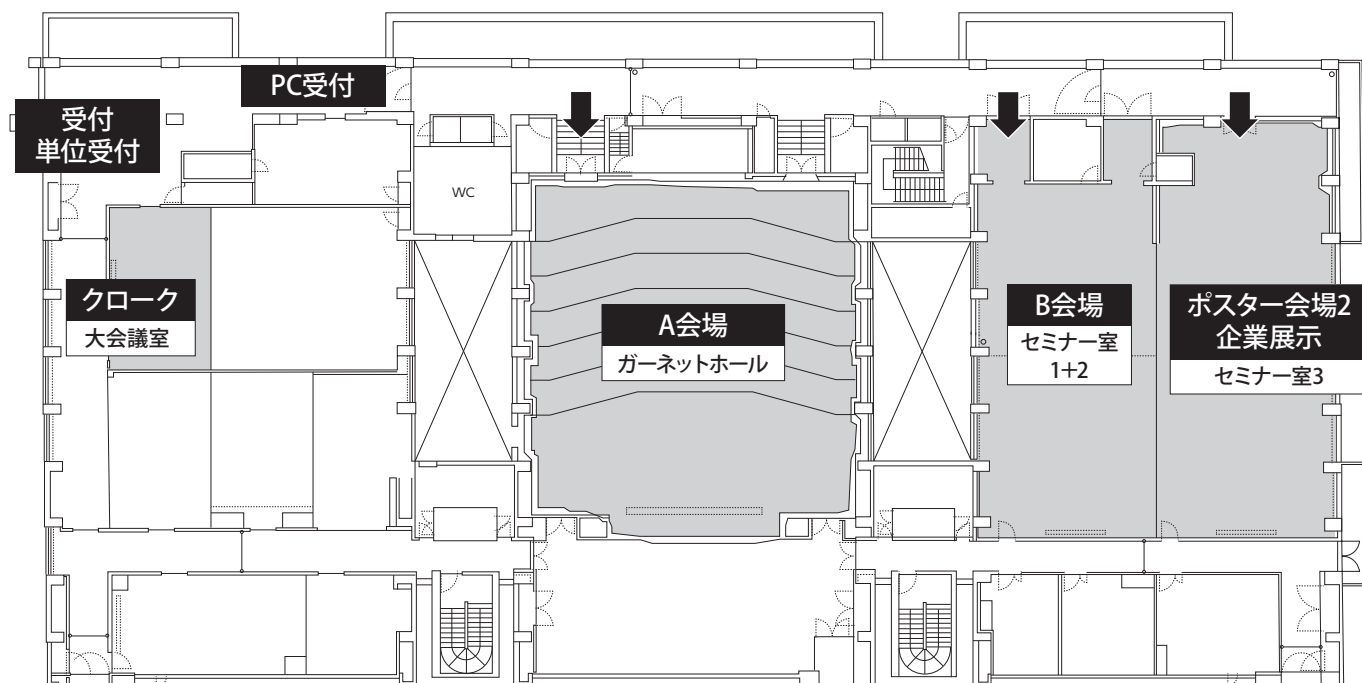 PC受付
受付
単位受付
WC
クローク
大会議室
A会場
ガーネットホール
B会場
セミナー室
1+2
ポスター会場2
企業展示
セミナー室3